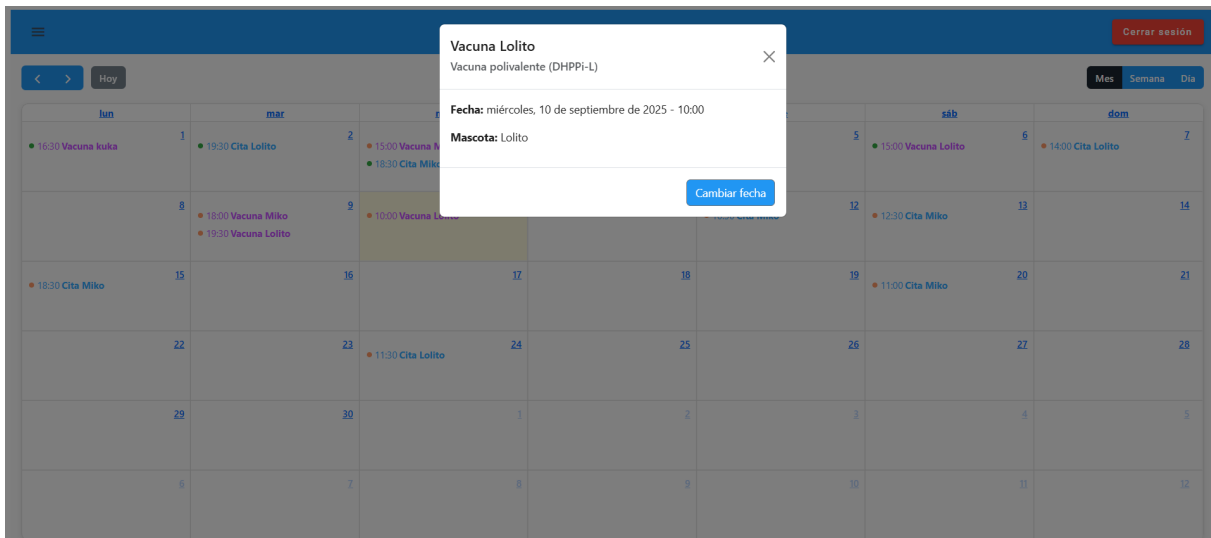 Cerrar sesión
Vacuna Lolito
Vacuna polivalente (DHPPi-L)
Fecha: miércoles, 10 de septiembre de 2025 - 10:00
Mascota: Lolito
Cambiar fecha
Hoy
Mes Semana Día
lun mar sáb dom
1 2 5 6 7
16:30 Vacuna kuka
19:30 Cita Lolito
15:00 Vacuna
18:30 Cita Miko
15:00 Vacuna Lolito
14:00 Cita Lolito
8 9 12 13 14
18:00 Vacuna Miko
19:30 Vacuna Lolito
10:00 Vacuna
12:30 Cita Miko
15 16 17 18 19 20 21
18:30 Cita Miko
11:00 Cita Miko
22 23 24 25 26 27 28
11:30 Cita Lolito
29 30 1 2 3 4 5
6 7 8 9 10 11 12